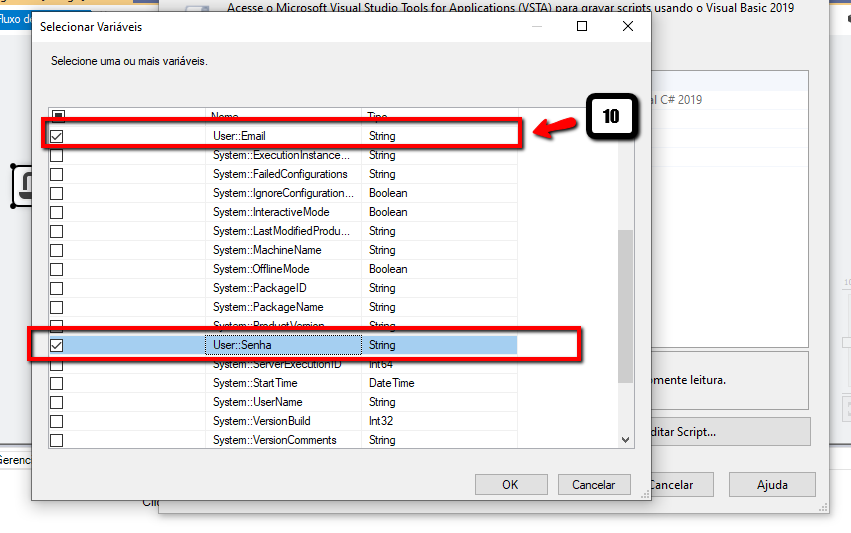 Acesse o Microsoft Visual Studio Tools for Applications (VSTA) para gravar scripts usando o Visual Basic 2019
Fluxo de
Selecionar Variáveis
Selecione uma ou mais variáveis.
Nome Tipo
10
al C# 2019
User::Email String
System::ExecutionInstance... String
System::FailedConfigurations String
System::IgnoreConfiguration... Boolean
System::InteractiveMode Boolean
System::LastModifiedProdu... String
System::MachineName String
System::OfflineMode Boolean
System::PackageID String
System::PackageName String
System::ProductVersion String
User::Senha String
System::ServerExecutionID Int64
System::StartTime DateTime
System::UserName String
System::VersionBuild Int32
System::VersionComments String
omente leitura.
ditar Script...
OK Cancelar
Cancelar Ajuda
Gerenc
Clic